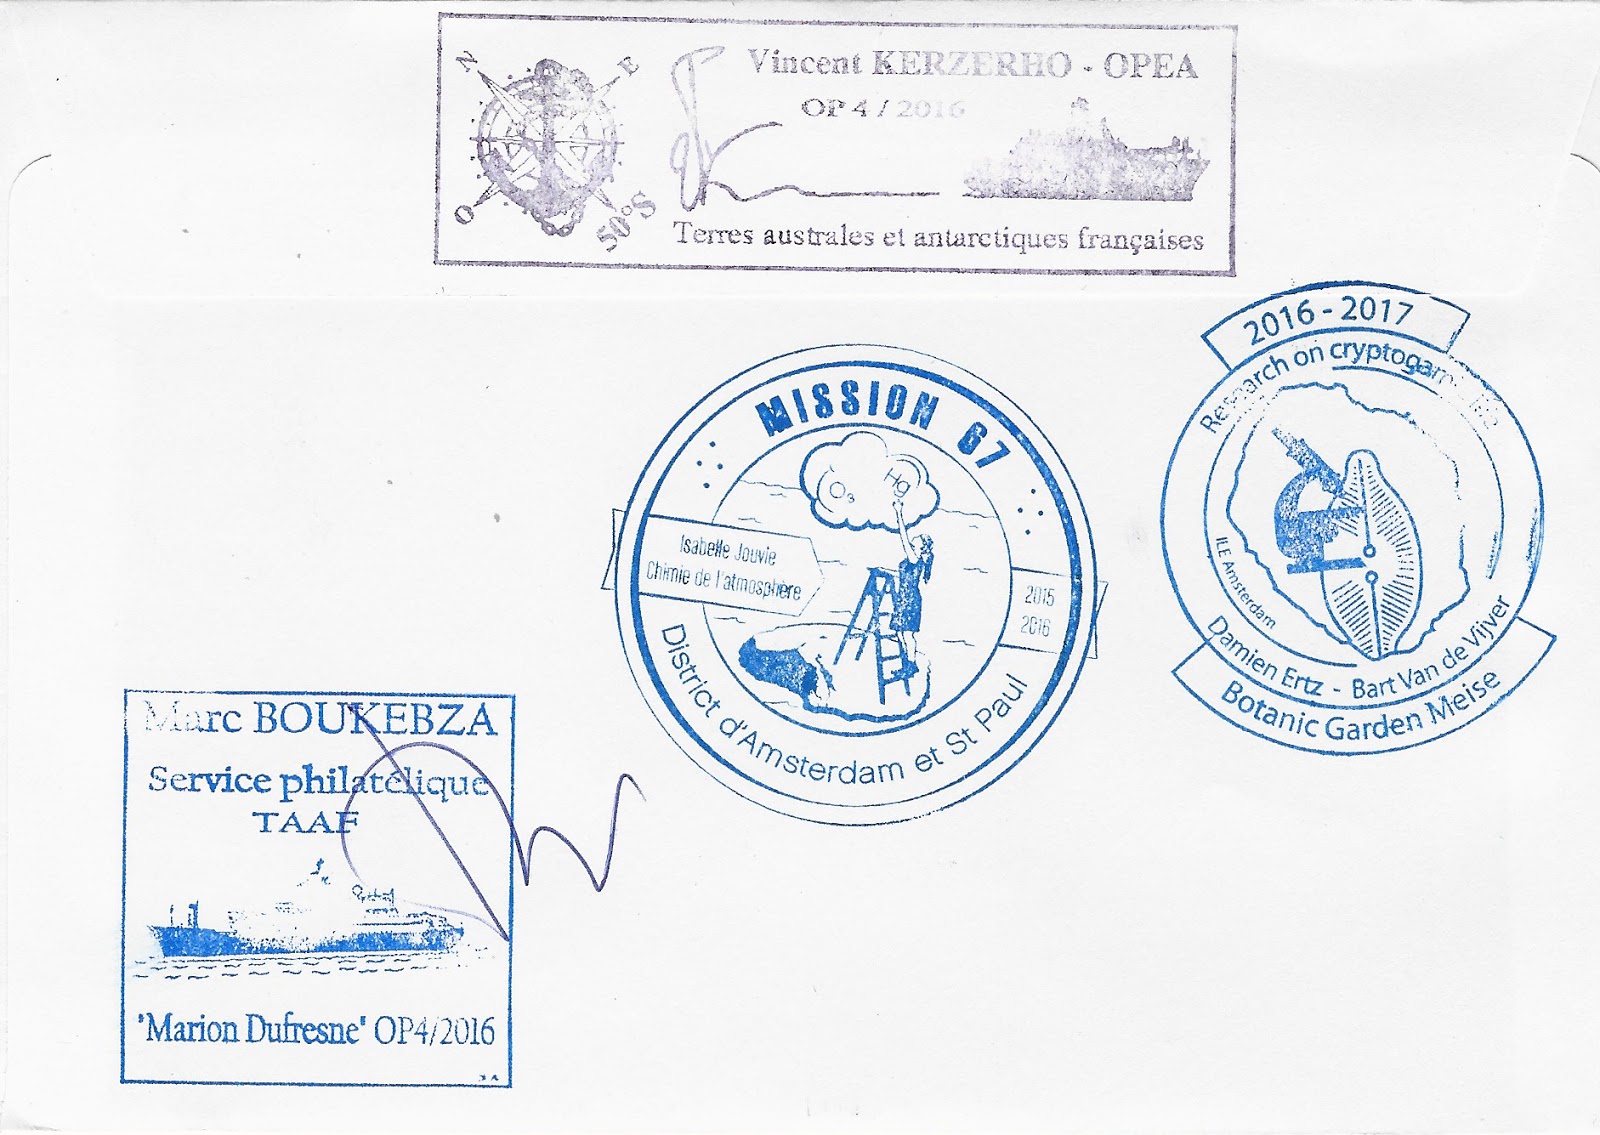 Vincent KERZERHO - OPEA
OP 4 / 2016
N
E
O
50°S
Terres australes et antarctiques françaises
2016 - 2017
Research on
ILE Amsterdam
Damien Ertz - Bart Van de Vijver
Botanic Garden Meise
MISSION 67
O₃
Hg
Isabelle Jouvie
Chimie de l'atmosphère
2015
2016
District d'Amsterdam et St Paul
Marc BOUKEBZA
Service philatélique
TAAF
"Marion Dufresne" OP4/2016